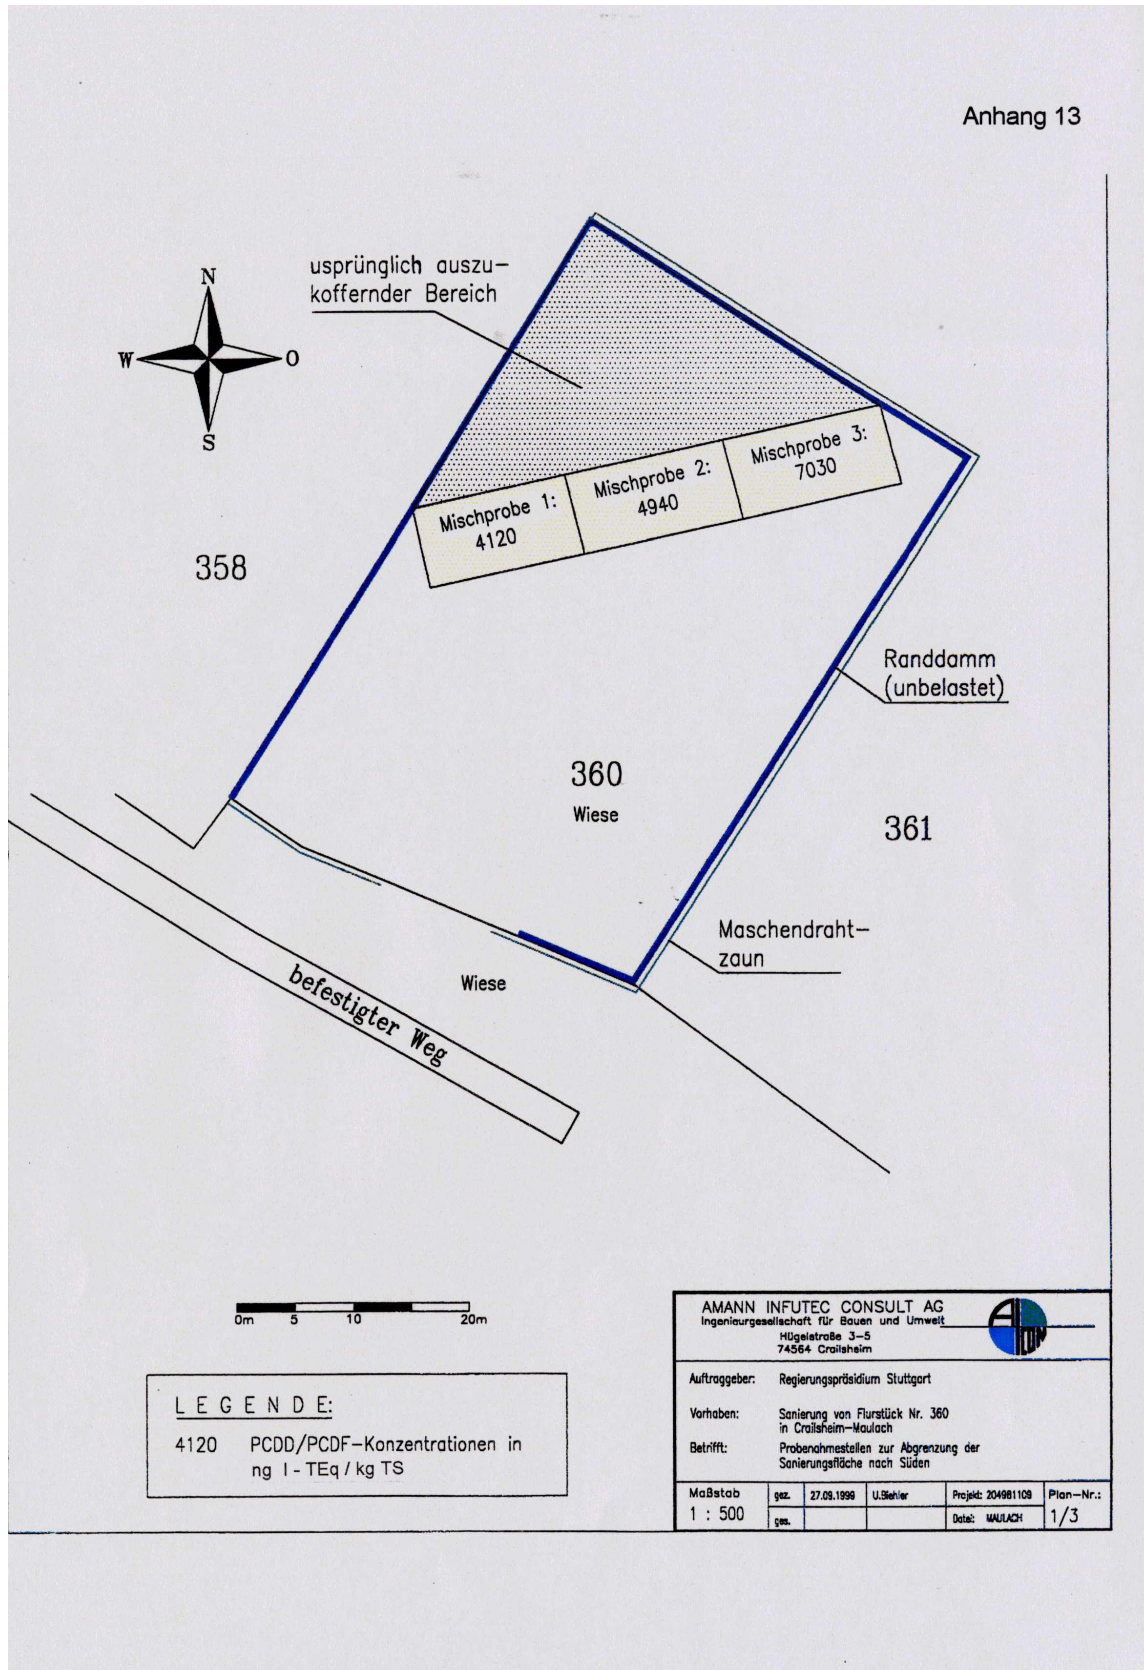 Anhang 13
usprünglich auszu-
koffernder Bereich
N
W
O
S
Mischprobe 1:
4120
Mischprobe 2:
4940
Mischprobe 3:
7030
358
Randdamm
(unbelastet)
360
Wiese
361
Maschendraht-
zaun
Wiese
befestigter Weg
0m 5 10 20m
LEGENDE:
4120 PCDD/PCDF-Konzentrationen in
ng I-TEq / kg TS
AMANN INFUTEC CONSULT AG
Ingenieurgesellschaft für Bauen und Umwelt
Hügelstraße 3-5
74564 Crailsheim
Auftraggeber: Regierungspräsidium Stuttgart
Vorhaben: Sanierung von Flurstück Nr. 360
in Crailsheim-Maulach
Betrifft: Probenahmestellen zur Abgrenzung der
Sanierungsfläche nach Süden
Maßstab
1 : 500
gez. 27.09.1999 U.Biehler
ges.
Projekt: 204981109
Datei: MAULACH
Plan-Nr.:
1/3